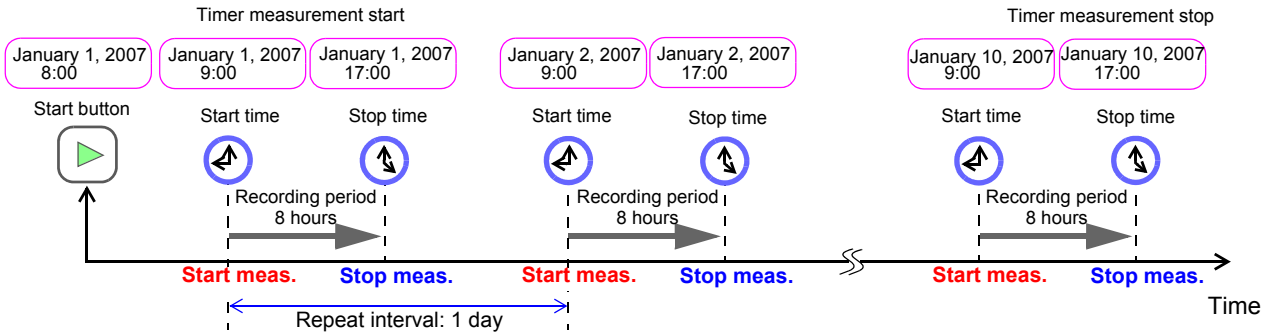 Timer measurement start
Timer measurement stop
January 1, 2007
8:00
January 1, 2007
9:00
January 1, 2007
17:00
January 2, 2007
9:00
January 2, 2007
17:00
January 10, 2007
9:00
January 10, 2007
17:00
Start button
Start time
Stop time
Start time
Stop time
Start time
Stop time
Recording period
8 hours
Recording period
8 hours
Recording period
8 hours
Start meas.
Stop meas.
Start meas.
Stop meas.
Start meas.
Stop meas.
Time
Repeat interval: 1 day